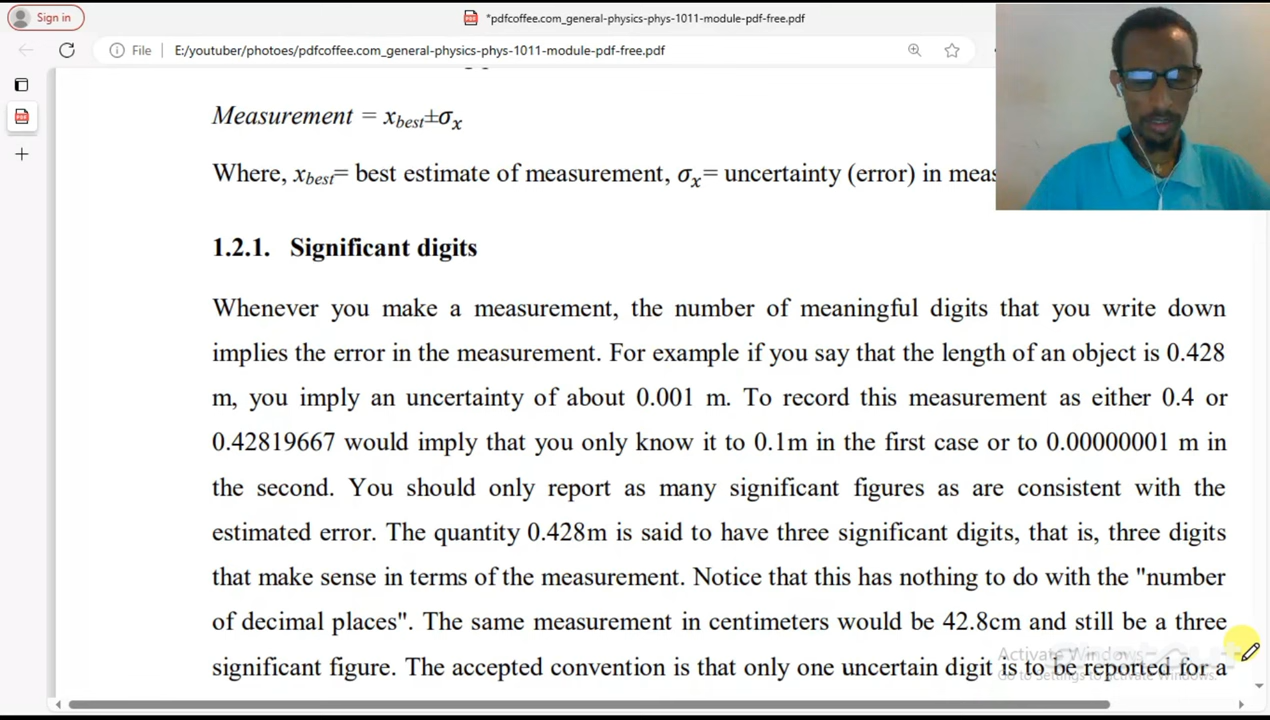 Sign in
*pdfcoffee.com_general-physics-phys-1011-module-pdf-free.pdf
File | E:/youtuber/photoes/pdfcoffee.com_general-physics-phys-1011-module-pdf-free.pdf
Measurement = xbest±σx
Where, xbest= best estimate of measurement, σx= uncertainty (error) in meas
1.2.1. Significant digits
Whenever you make a measurement, the number of meaningful digits that you write down
implies the error in the measurement. For example if you say that the length of an object is 0.428
m, you imply an uncertainty of about 0.001 m. To record this measurement as either 0.4 or
0.42819667 would imply that you only know it to 0.1m in the first case or to 0.00000001 m in
the second. You should only report as many significant figures as are consistent with the
estimated error. The quantity 0.428m is said to have three significant digits, that is, three digits
that make sense in terms of the measurement. Notice that this has nothing to do with the "number
of decimal places". The same measurement in centimeters would be 42.8cm and still be a three
significant figure. The accepted convention is that only one uncertain digit is to be reported for a
Activate Windows
Go to Settings to activate Windows.